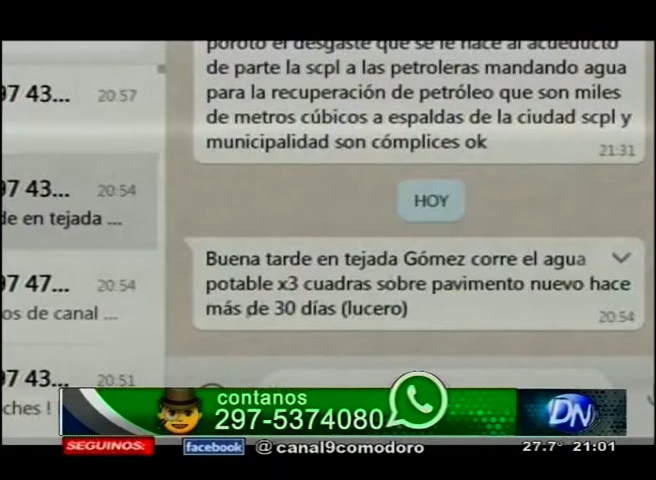 poroto el desgaste que se le hace al acueducto
de parte la scpl a las petroleras mandando agua
para la recuperación de petróleo que son miles
de metros cúbicos a espaldas de la ciudad scpl y
municipalidad son cómplices ok
21:31
97 43... 20:57
97 43... 20:54
de en tejada ...
97 47... 20:54
os de canal ...
97 43... 20:51
ches !
HOY
Buena tarde en tejada Gómez corre el agua
potable x3 cuadras sobre pavimento nuevo hace
más de 30 días (lucero)
20:54
contanos
297-5374080
DN
SEGUINOS:
facebook
@canal9comodoro
27.7° 21:01